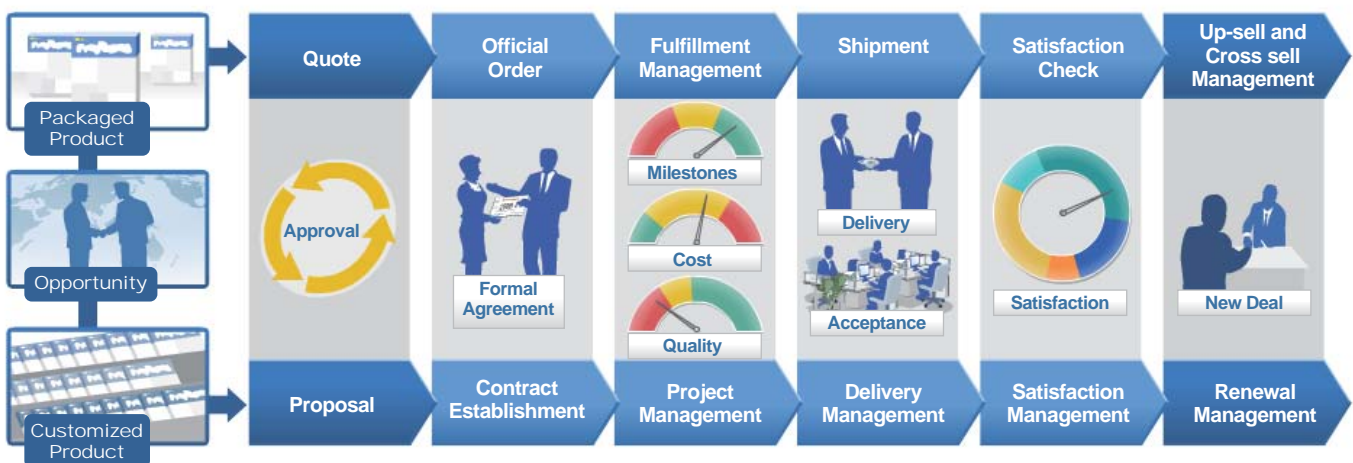 Packaged
Product
Opportunity
Customized
Product
Quote
Official
Order
Fulfillment
Management
Shipment
Satisfaction
Check
Up-sell and
Cross sell
Management
Approval
Formal
Agreement
Milestones
Cost
Quality
Delivery
Acceptance
Satisfaction
New Deal
Proposal
Contract
Establishment
Project
Management
Delivery
Management
Satisfaction
Management
Renewal
Management